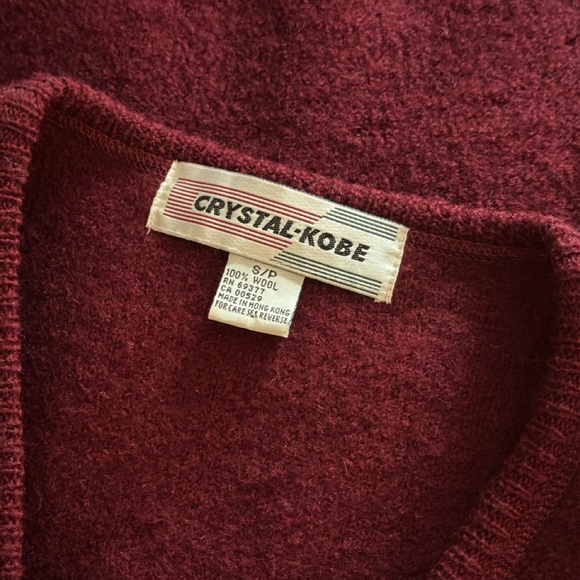 CRYSTAL-KOBE
S/P
100% WOOL
RN 69377
CA 00529
MADE IN HONG KONG
FOR CARE SEE REVERSE